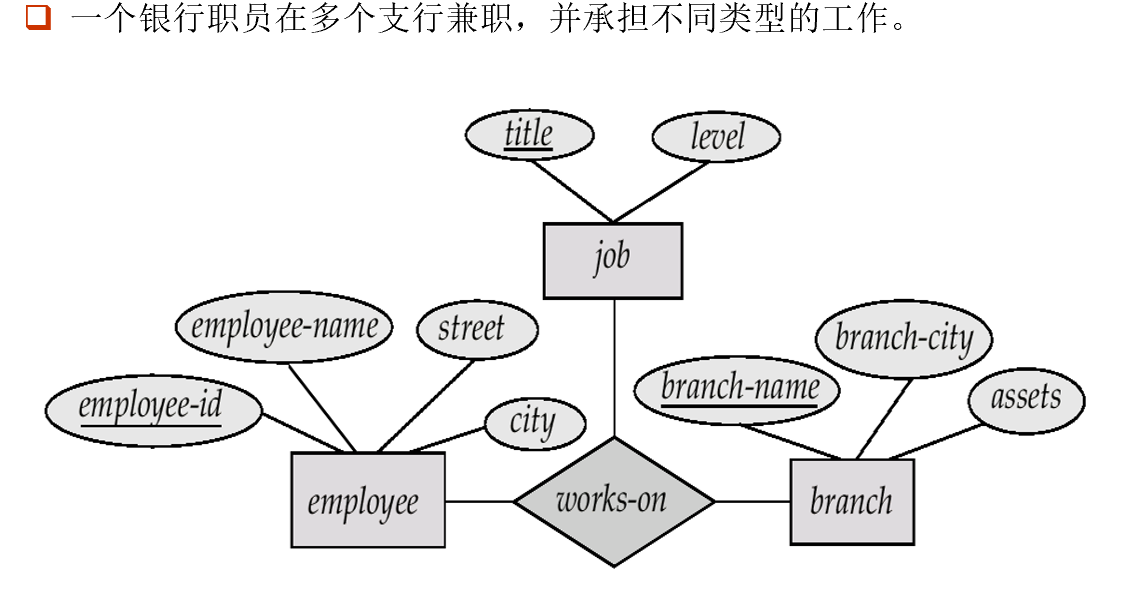 一个银行职员在多个支行兼职，并承担不同类型的工作。
title
level
job
employee-name
street
branch-city
employee-id
city
branch-name
assets
employee
works-on
branch